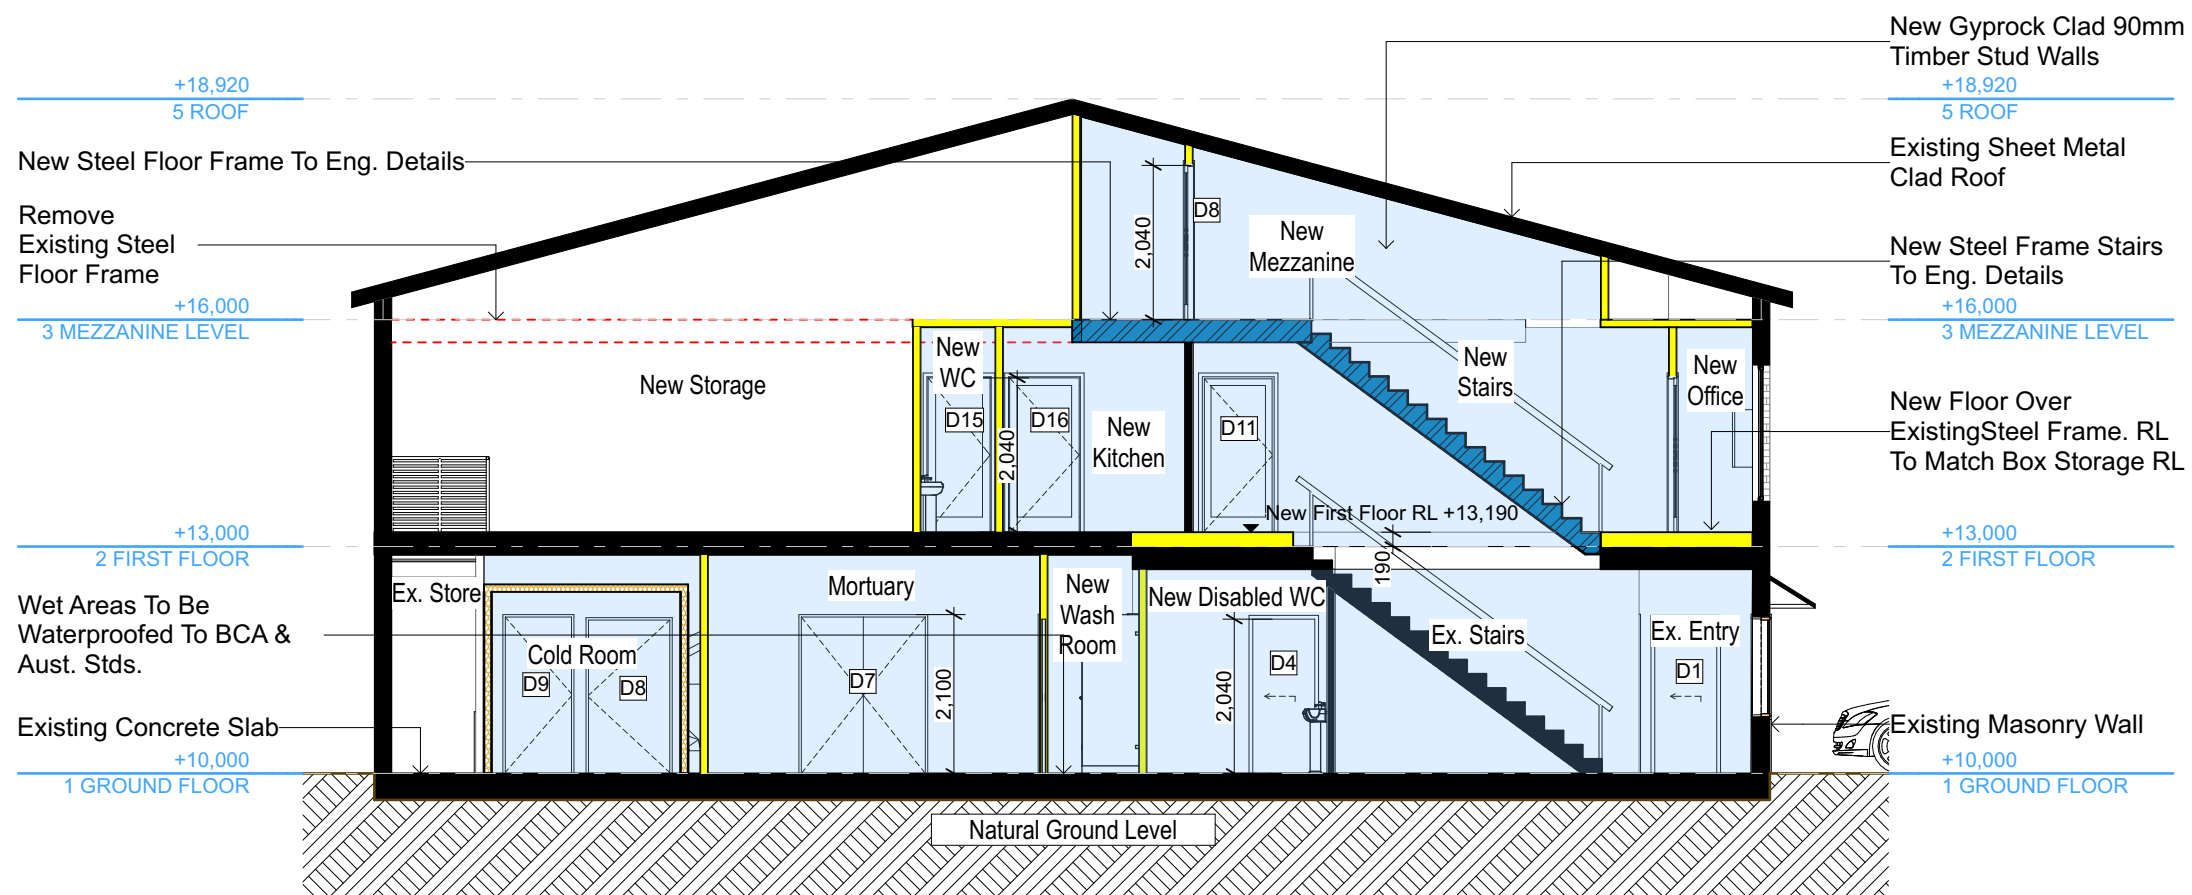 New Gyprock Clad 90mm
Timber Stud Walls
+18,920
5 ROOF
+18,920
5 ROOF
New Steel Floor Frame To Eng. Details
Existing Sheet Metal
Clad Roof
Remove
Existing Steel
Floor Frame
D8
2,040
New
Mezzanine
New Steel Frame Stairs
To Eng. Details
+16,000
3 MEZZANINE LEVEL
+16,000
3 MEZZANINE LEVEL
New Storage
New
WC
D15
2,040
D16
New
Kitchen
D11
New
Stairs
New
Office
New Floor Over
ExistingSteel Frame. RL
To Match Box Storage RL
New First Floor RL +13,190
190
+13,000
2 FIRST FLOOR
+13,000
2 FIRST FLOOR
Wet Areas To Be
Waterproofed To BCA &
Aust. Stds.
Ex. Store
Cold Room
D9
D8
Mortuary
D7
2,100
New
Wash
Room
New Disabled WC
2,040
D4
Ex. Stairs
Ex. Entry
D1
Existing Concrete Slab
Existing Masonry Wall
+10,000
1 GROUND FLOOR
+10,000
1 GROUND FLOOR
Natural Ground Level